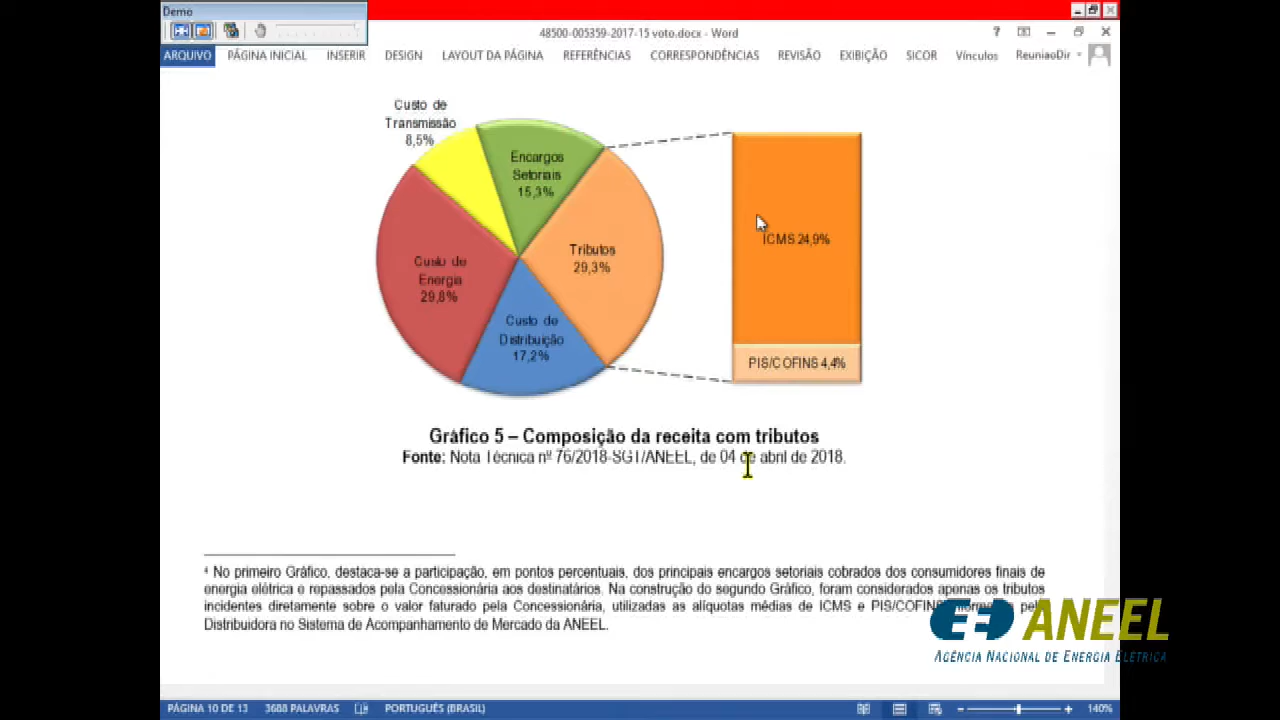 Demo
48500-005359-2017-15 voto.docx - Word
ARQUIVO PÁGINA INICIAL INSERIR DESIGN LAYOUT DA PÁGINA REFERÊNCIAS CORRESPONDÊNCIAS REVISÃO EXIBIÇÃO SICOR Vínculos ReuniaoDir
Custo de
Transmissão
8,5%
Encargos
Setoriais
15,3%
Tributos
29,3%
Custo de
Energia
29,8%
Custo de
Distribuição
17,2%
ICMS 24,9%
PIS/COFINS 4,4%
Gráfico 5 – Composição da receita com tributos
Fonte: Nota Técnica nº 76/2018-SGT/ANEEL, de 04 de abril de 2018.
4 No primeiro Gráfico, destaca-se a participação, em pontos percentuais, dos principais encargos setoriais cobrados dos consumidores finais de
energia elétrica e repassados pela Concessionária aos destinatários. Na construção do segundo Gráfico, foram considerados apenas os tributos
incidentes diretamente sobre o valor faturado pela Concessionária, utilizadas as alíquotas médias de ICMS e PIS/COFINS
Distribuidora no Sistema de Acompanhamento de Mercado da ANEEL.
ANEEL
AGÊNCIA NACIONAL DE ENERGIA ELÉTRICA
PÁGINA 10 DE 13 3688 PALAVRAS PORTUGUÊS (BRASIL) 140%